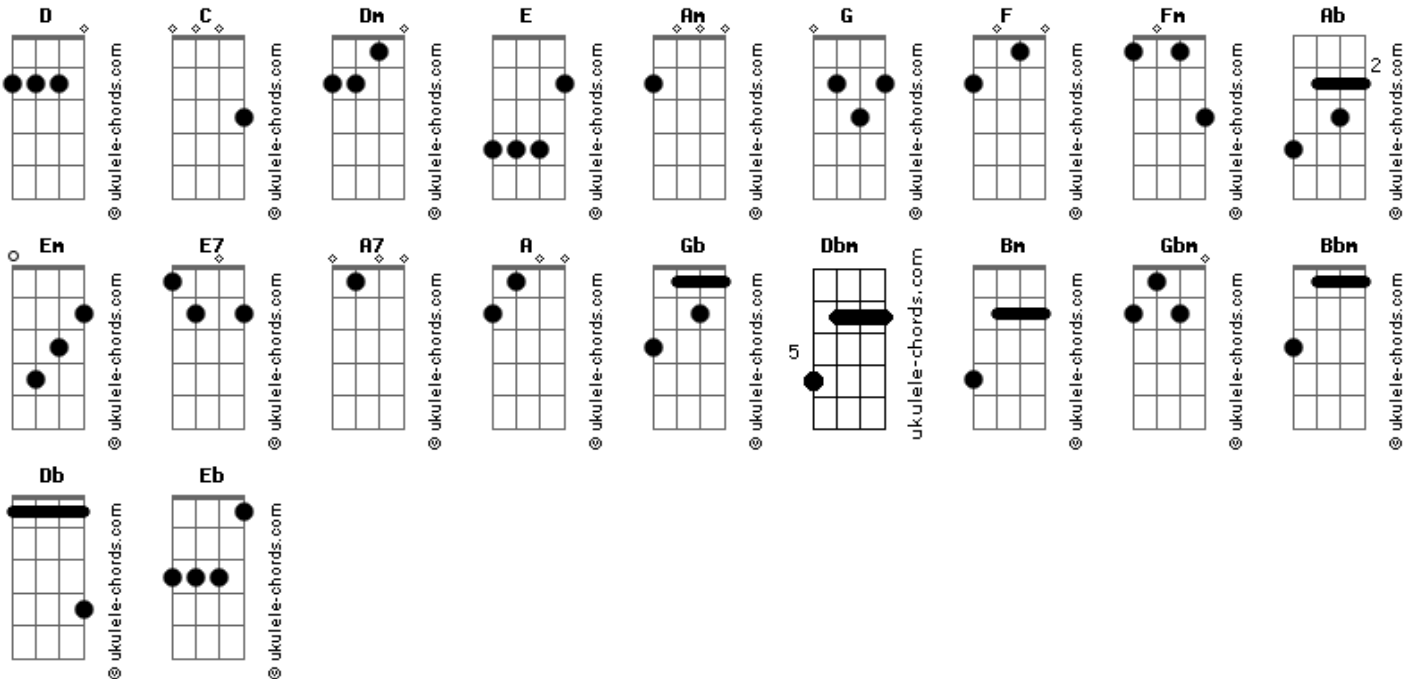 D C Dm E Am G F Fm Ab
© ukulele-chords.com © ukulele-chords.com © ukulele-chords.com © ukulele-chords.com © ukulele-chords.com © ukulele-chords.com © ukulele-chords.com © ukulele-chords.com 2 © ukulele-chords.com
Em E7 A7 A Gb Dbm Bm Gbm Bbm
© ukulele-chords.com © ukulele-chords.com © ukulele-chords.com © ukulele-chords.com © ukulele-chords.com 5 ukulele-chords.com © ukulele-chords.com © ukulele-chords.com © ukulele-chords.com
Db Eb
© ukulele-chords.com © ukulele-chords.com